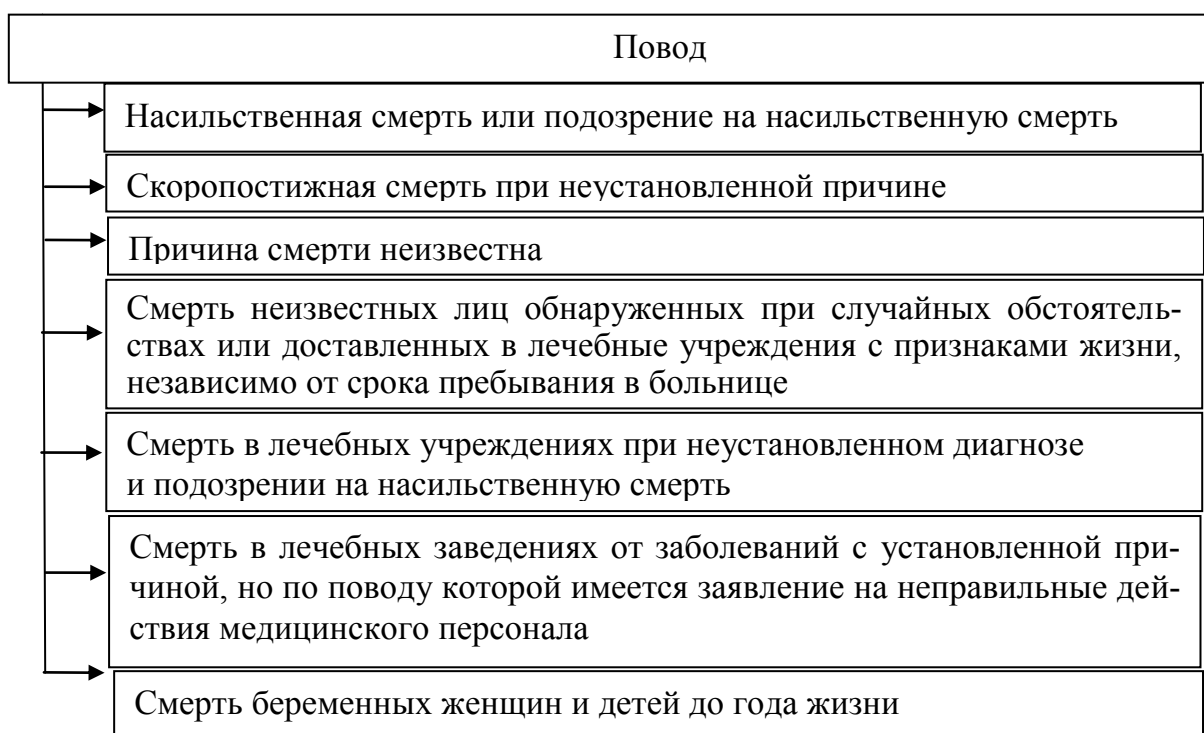 Повод
Насильственная смерть или подозрение на насильственную смерть
Скоропостижная смерть при неустановленной причине
Причина смерти неизвестна
Смерть неизвестных лиц обнаруженных при случайных обстоятель-
ствах или доставленных в лечебные учреждения с признаками жизни,
независимо от срока пребывания в больнице
Смерть в лечебных учреждениях при неустановленном диагнозе
и подозрении на насильственную смерть
Смерть в лечебных заведениях от заболеваний с установленной при-
чиной, но по поводу которой имеется заявление на неправильные дей-
ствия медицинского персонала
Смерть беременных женщин и детей до года жизни